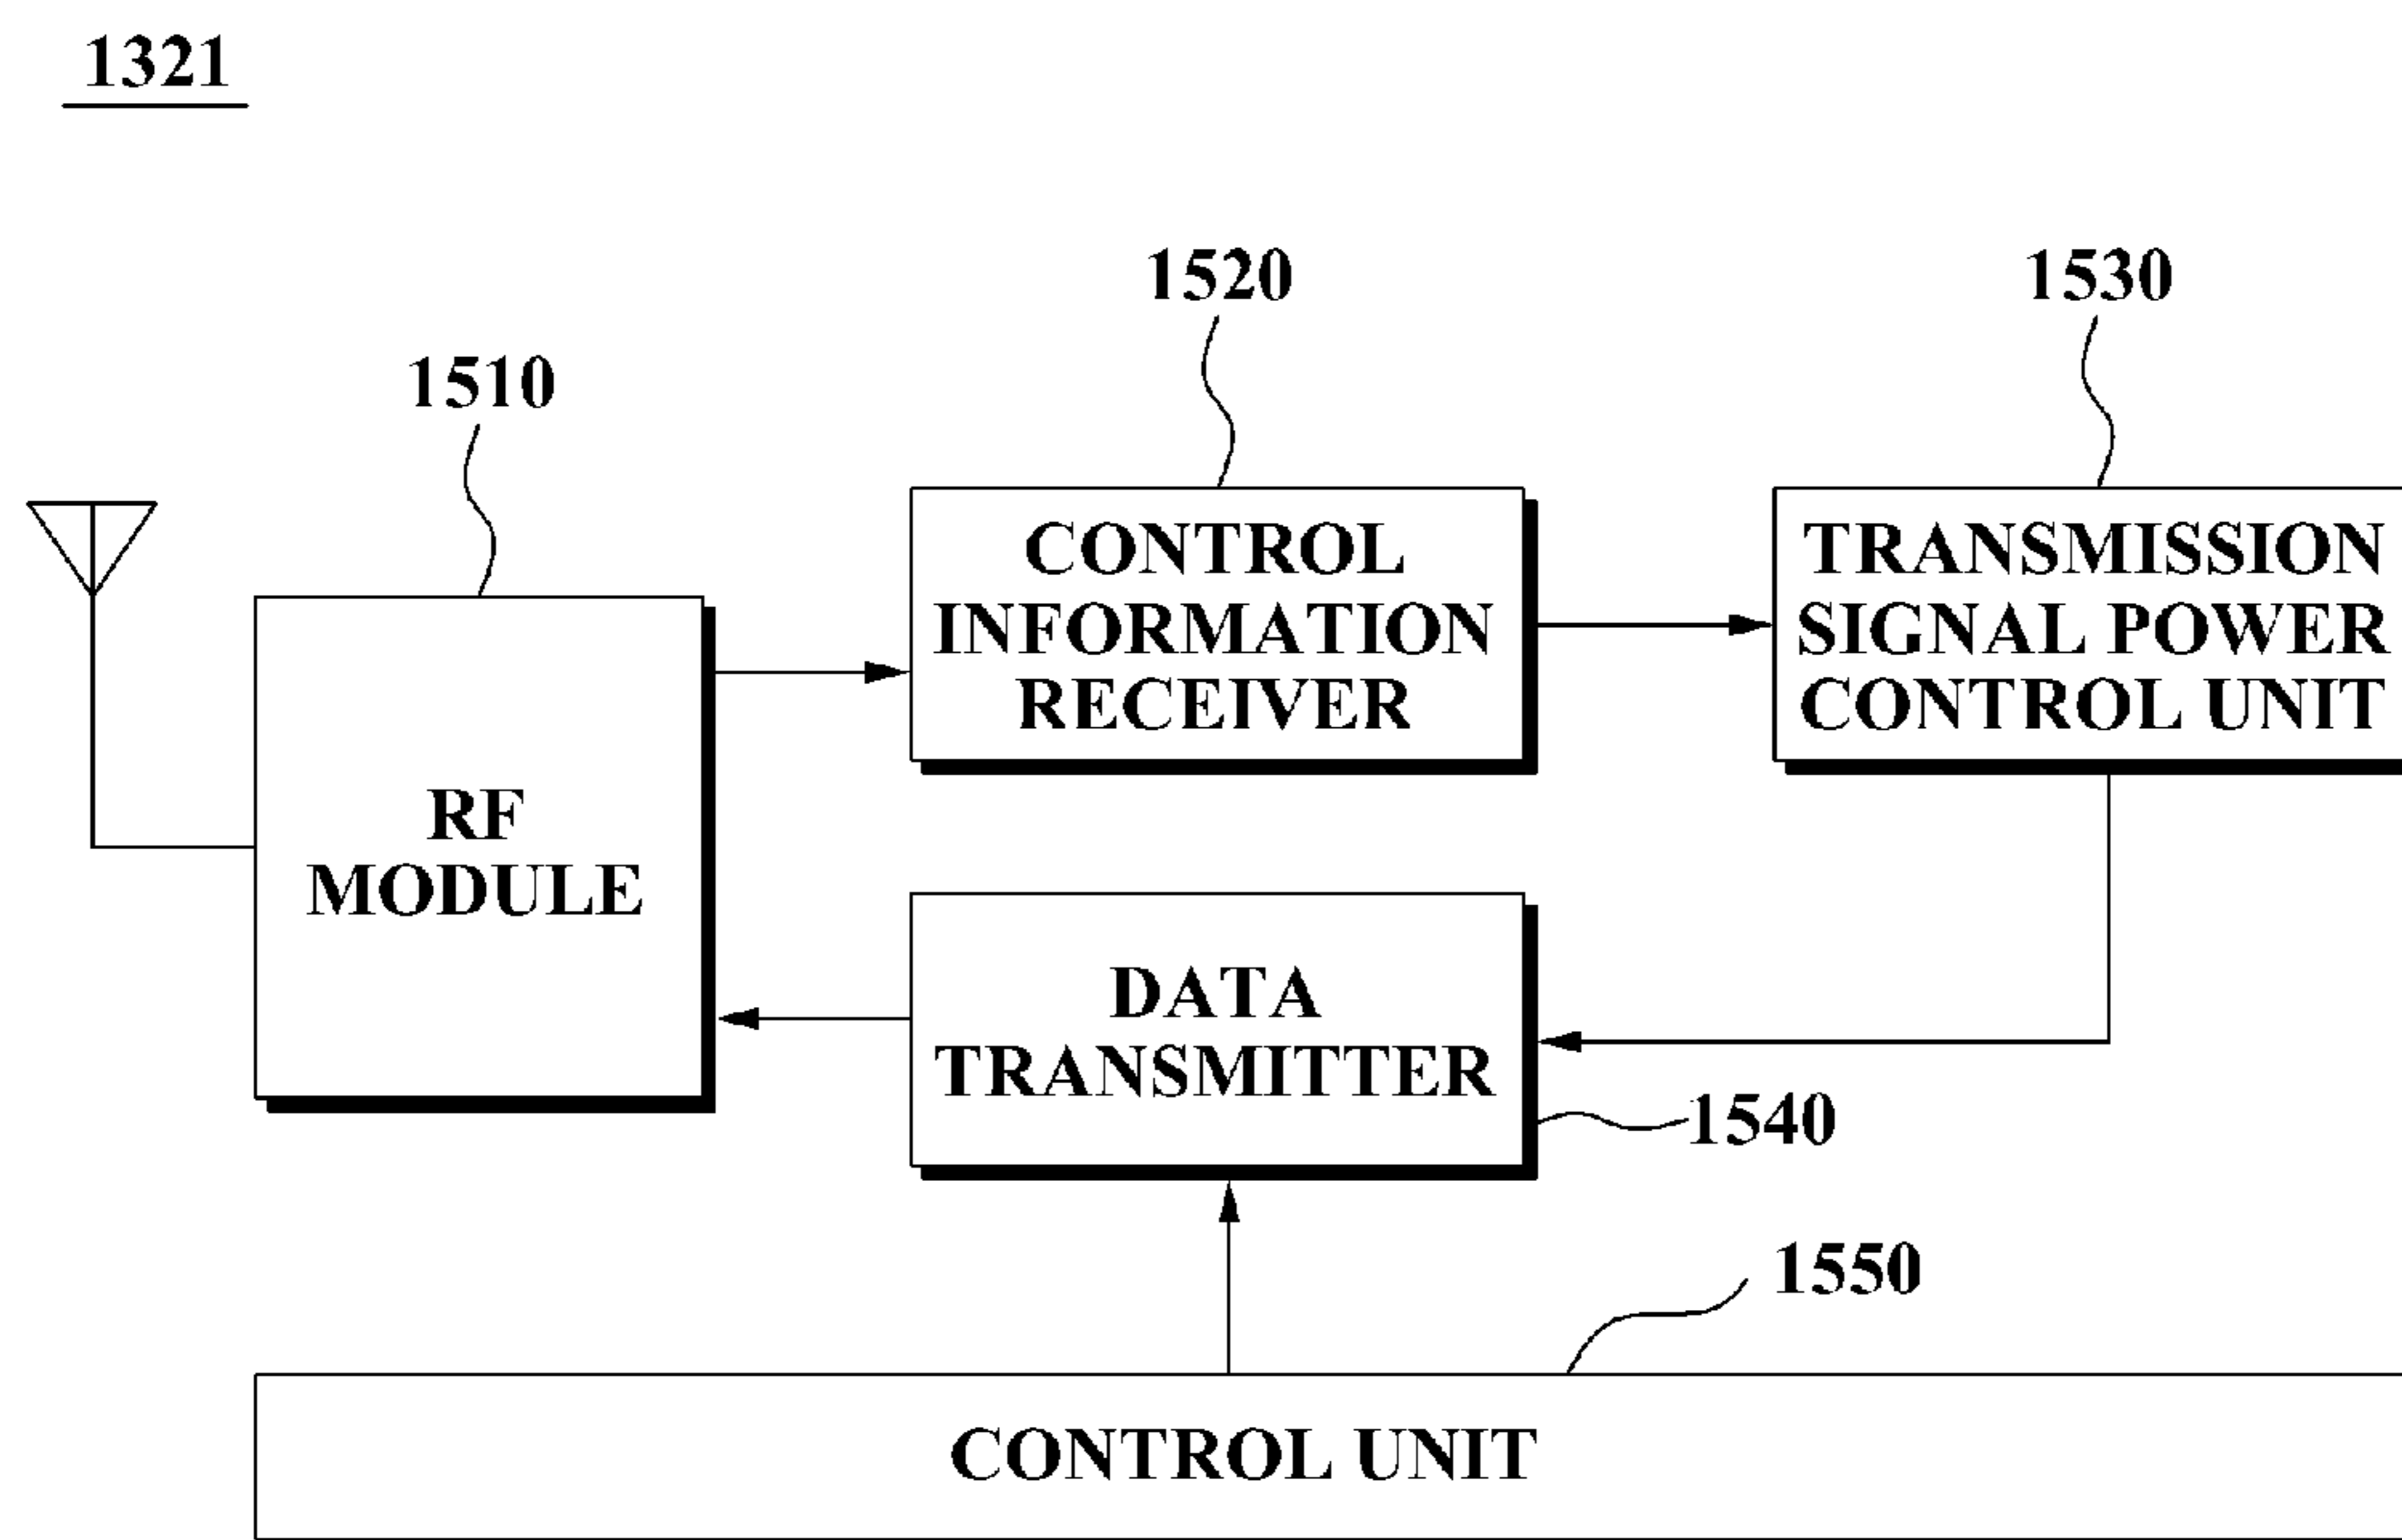 1321
1520
1530
1510
CONTROL
INFORMATION
RECEIVER
TRANSMISSION
SIGNAL POWER
CONTROL UNIT
RF
MODULE
DATA
TRANSMITTER
1540
1550
CONTROL UNIT